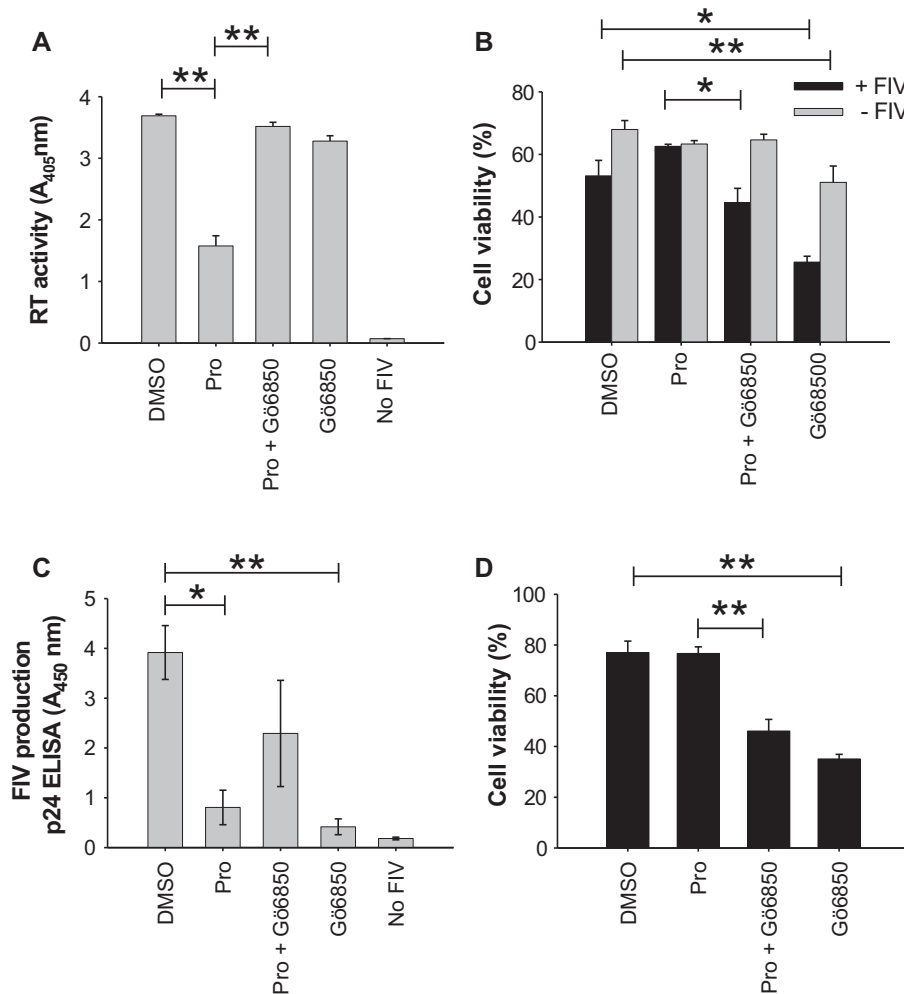 A
**
**
RT activity (A405nm)
4
3
2
1
0
DMSO
Pro
Pro + Gö6850
Gö6850
No FIV
B
*
**
*
+ FIV
- FIV
Cell viability (%)
80
60
40
20
0
DMSO
Pro
Pro + Gö6850
Gö68500
C
**
*
FIV production
p24 ELISA (A450 nm)
5
4
3
2
1
0
DMSO
Pro
Pro + Gö6850
Gö6850
No FIV
D
**
**
Cell viability (%)
100
80
60
40
20
0
DMSO
Pro
Pro + Gö6850
Gö6850